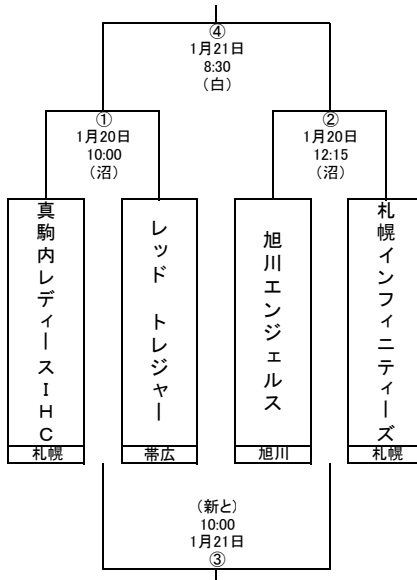 ④
1月21日
8:30
(白)
①
1月20日
10:00
(沼)
②
1月20日
12:15
(沼)
真駒内レディースIHC
札幌
レッド トレジャー
帯広
旭川エンジェルス
旭川
札幌インフィニティーズ
札幌
(新と)
10:00
1月21日
③